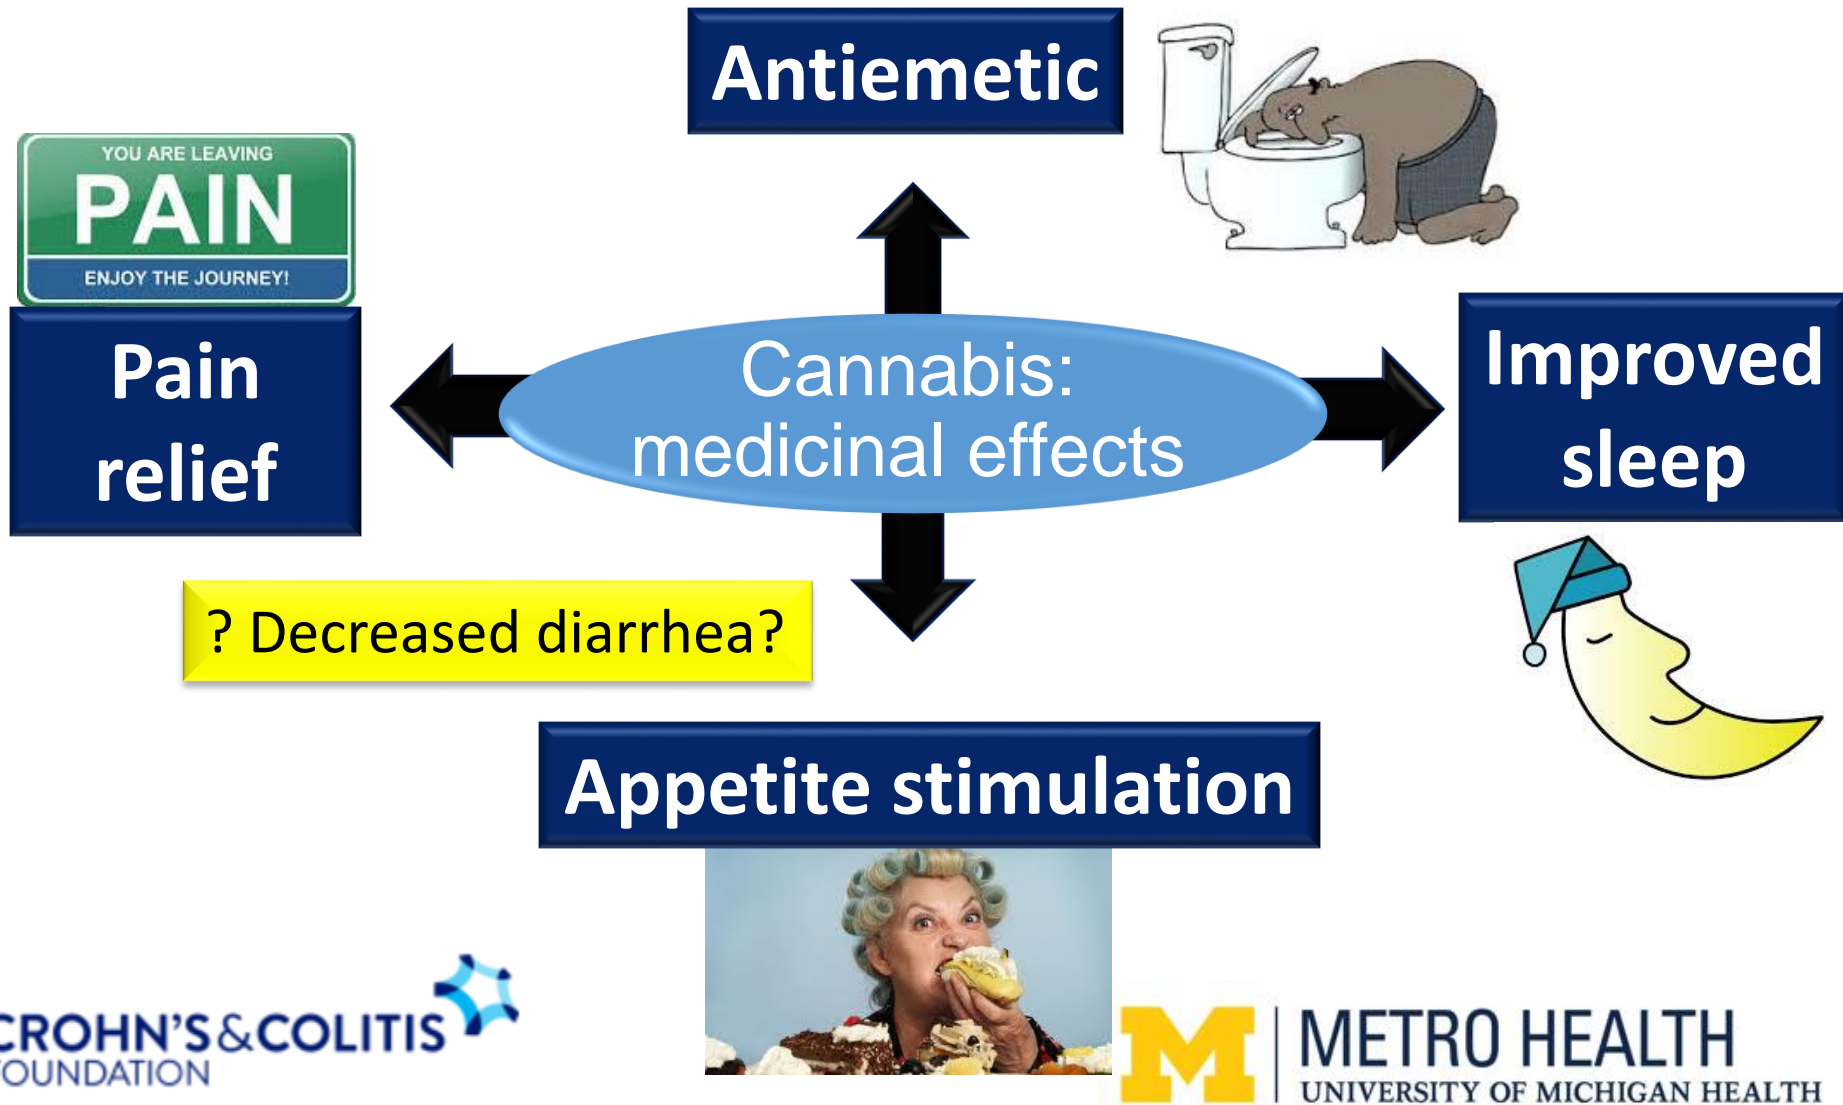 Antiemetic
YOU ARE LEAVING
PAIN
ENJOY THE JOURNEY!
Pain
relief
Cannabis:
medicinal effects
Improved
sleep
? Decreased diarrhea?
Appetite stimulation
CROHN'S & COLITIS
FOUNDATION
M
METRO HEALTH
UNIVERSITY OF MICHIGAN HEALTH